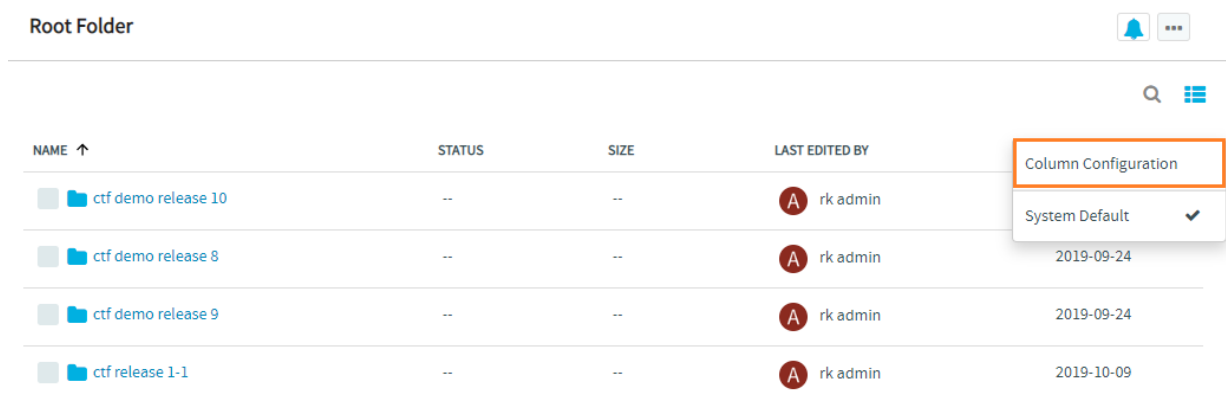 Root Folder
NAME STATUS SIZE LAST EDITED BY
Column Configuration
System Default
ctf demo release 10 -- -- A rk admin
ctf demo release 8 -- -- A rk admin 2019-09-24
ctf demo release 9 -- -- A rk admin 2019-09-24
ctf release 1-1 -- -- A rk admin 2019-10-09